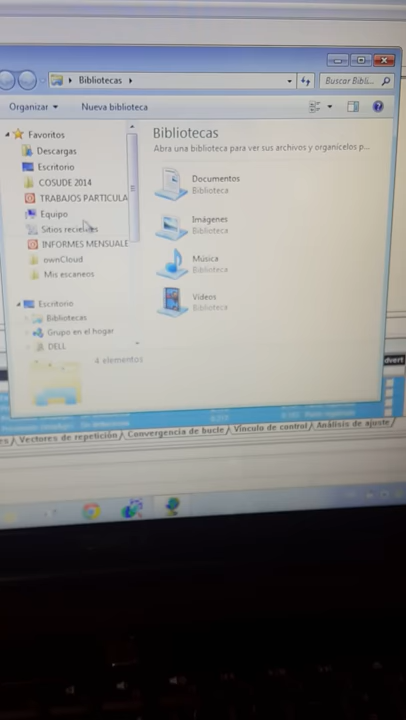 Bibliotecas
Buscar Bibli...
Organizar
Nueva biblioteca
Favoritos
Descargas
Escritorio
COSUDE 2014
TRABAJOS PARTICULA
Equipo
Sitios recientes
INFORMES MENSUALE
ownCloud
Mis escaneos
Escritorio
Bibliotecas
Grupo en el hogar
DELL
Bibliotecas
Abra una biblioteca para ver sus archivos y organícelos p...
Documentos
Biblioteca
Imágenes
Biblioteca
Música
Biblioteca
Vídeos
Biblioteca
4 elementos
dvert
es / Vectores de repetición / Convergencia de bucle / Vínculo de control / Análisis de ajuste /